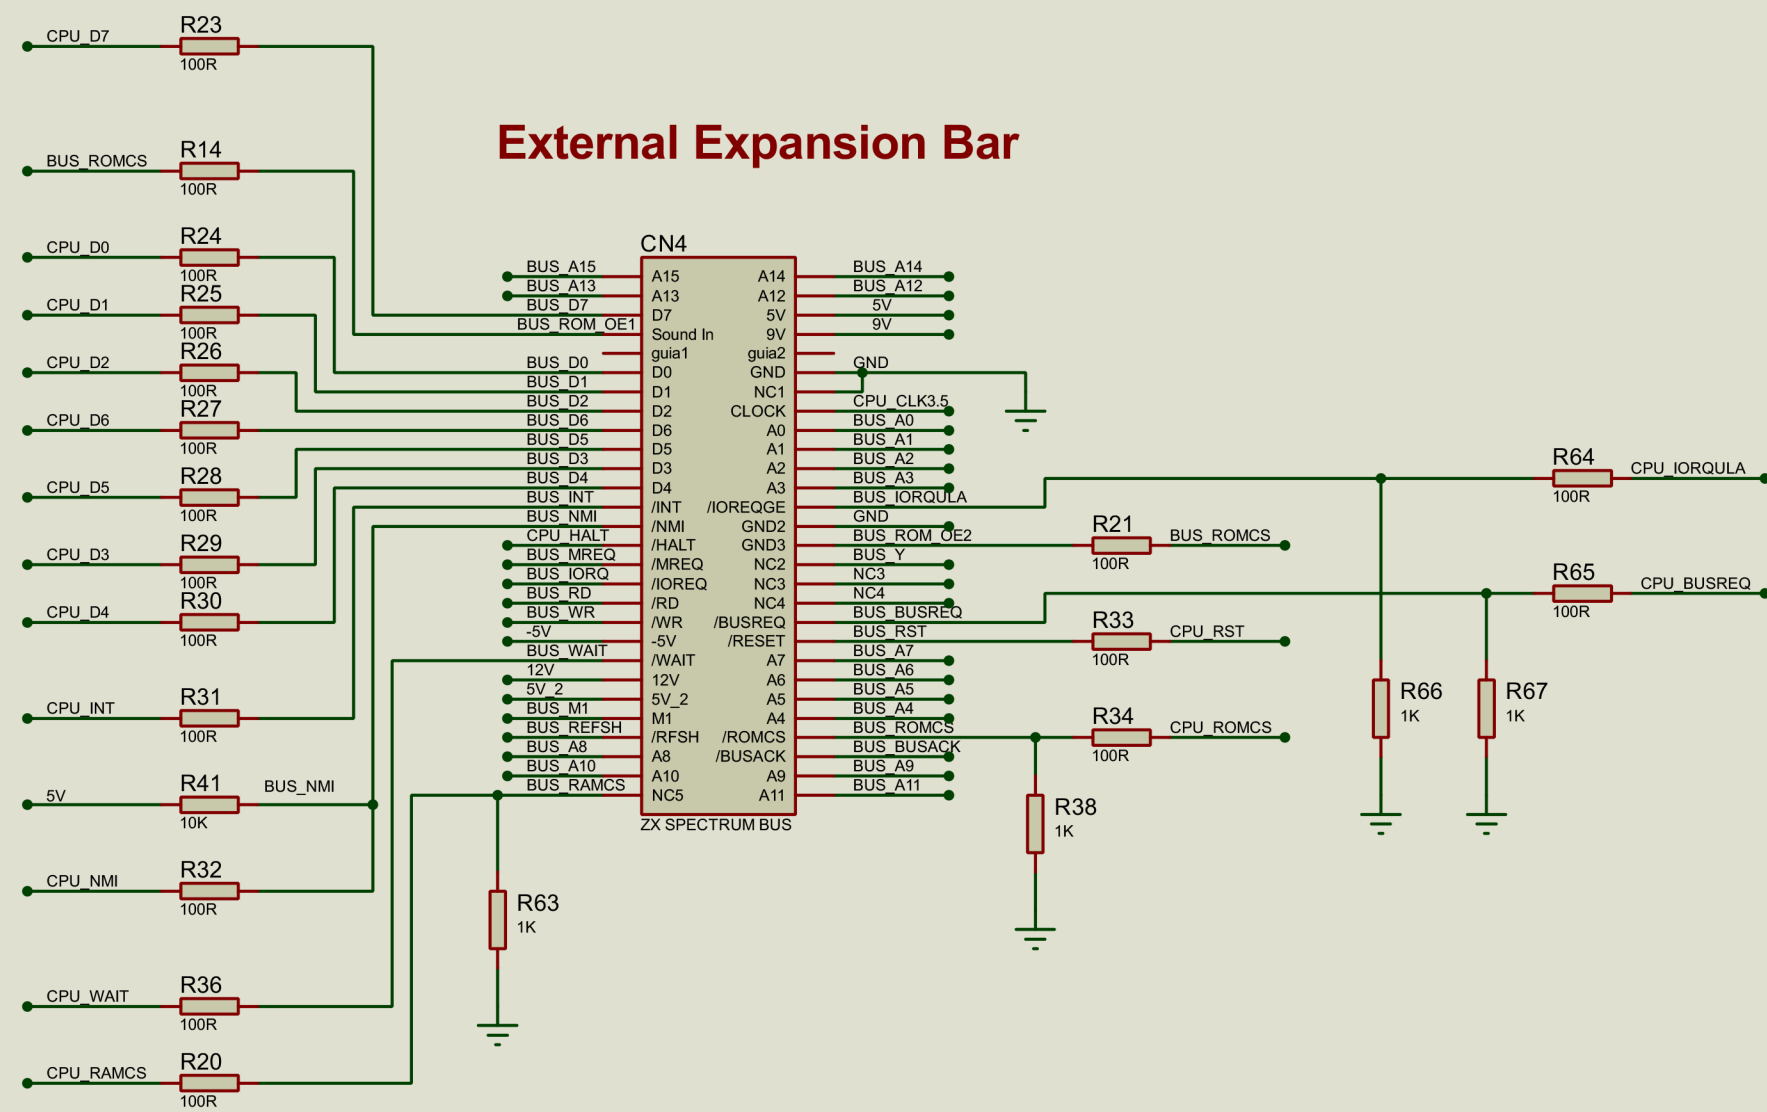 External Expansion Bar
CPU_D7
R23
100R
BUS_ROMCS
R14
100R
CPU_D0
R24
100R
CPU_D1
R25
100R
CPU_D2
R26
100R
CPU_D6
R27
100R
CPU_D5
R28
100R
CPU_D3
R29
100R
CPU_D4
R30
100R
CPU_INT
R31
100R
5V
R41
10K
BUS_NMI
CPU_NMI
R32
100R
CPU_WAIT
R36
100R
CPU_RAMCS
R20
100R
R63
1K
CN4
BUS_A15 A15 A14 BUS_A14
BUS_A13 A13 A12 BUS_A12
BUS_D7 D7 5V 5V
BUS_ROM_OE1 Sound In 9V 9V
guia1 guia2
BUS_D0 D0 GND GND
BUS_D1 D1 NC1
BUS_D2 D2 CLOCK CPU_CLK3.5
BUS_D6 D6 A0 BUS_A0
BUS_D5 D5 A1 BUS_A1
BUS_D3 D3 A2 BUS_A2
BUS_D4 D4 A3 BUS_A3
BUS_INT /INT /IOREQGE BUS_IORQULA
BUS_NMI /NMI GND2 GND
CPU_HALT /HALT GND3 BUS_ROM_OE2
BUS_MREQ /MREQ NC2 BUS_Y
BUS_IORQ /IOREQ NC3 NC3
BUS_RD /RD NC4 NC4
BUS_WR /WR /BUSREQ BUS_BUSREQ
-5V -5V /RESET BUS_RST
BUS_WAIT /WAIT A7 BUS_A7
12V 12V A6 BUS_A6
5V_2 5V_2 A5 BUS_A5
BUS_M1 M1 A4 BUS_A4
BUS_REFSH /RFSH /ROMCS BUS_ROMCS
BUS_A8 A8 /BUSACK BUS_BUSACK
BUS_A10 A10 A9 BUS_A9
BUS_RAMCS NC5 A11 BUS_A11
ZX SPECTRUM BUS
R21
100R
BUS_ROMCS
R33
100R
CPU_RST
R34
100R
CPU_ROMCS
R38
1K
R64
100R
CPU_IORQULA
R65
100R
CPU_BUSREQ
R66
1K
R67
1K